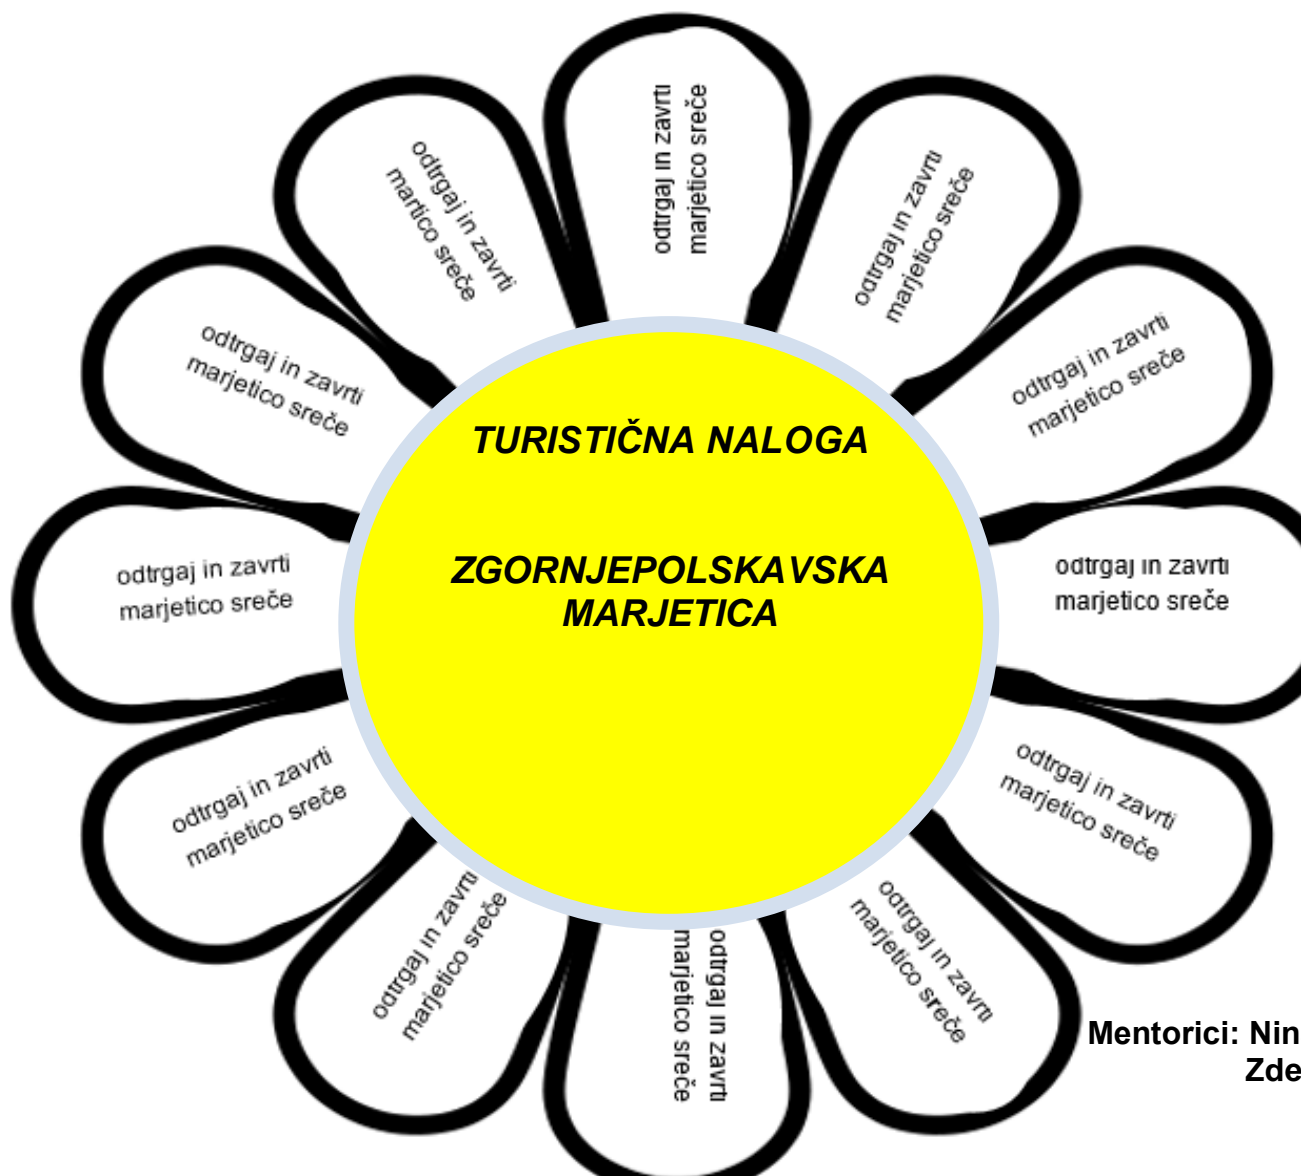 odtrgaj in zavrti
marjetico sreče
odtrgaj in zavrti
marjetico sreče
odtrgaj in zavrti
marjetico sreče
odtrgaj in zavrti
marjetico sreče
odtrgaj in zavrti
marjetico sreče
odtrgaj in zavrti
marjetico sreče
odtrgaj in zavrti
marjetico sreče
odtrgaj in zavrti
marjetico sreče
odtrgaj in zavrti
marjetico sreče
odtrgaj in zavrti
marjetico sreče
odtrgaj in zavrti
marjetico sreče
odtrgaj in zavrti
martico sreče
TURISTIČNA NALOGA
ZGORNJEPOLSKAVSKA
MARJETICA
Mentorici: Nin
Zde